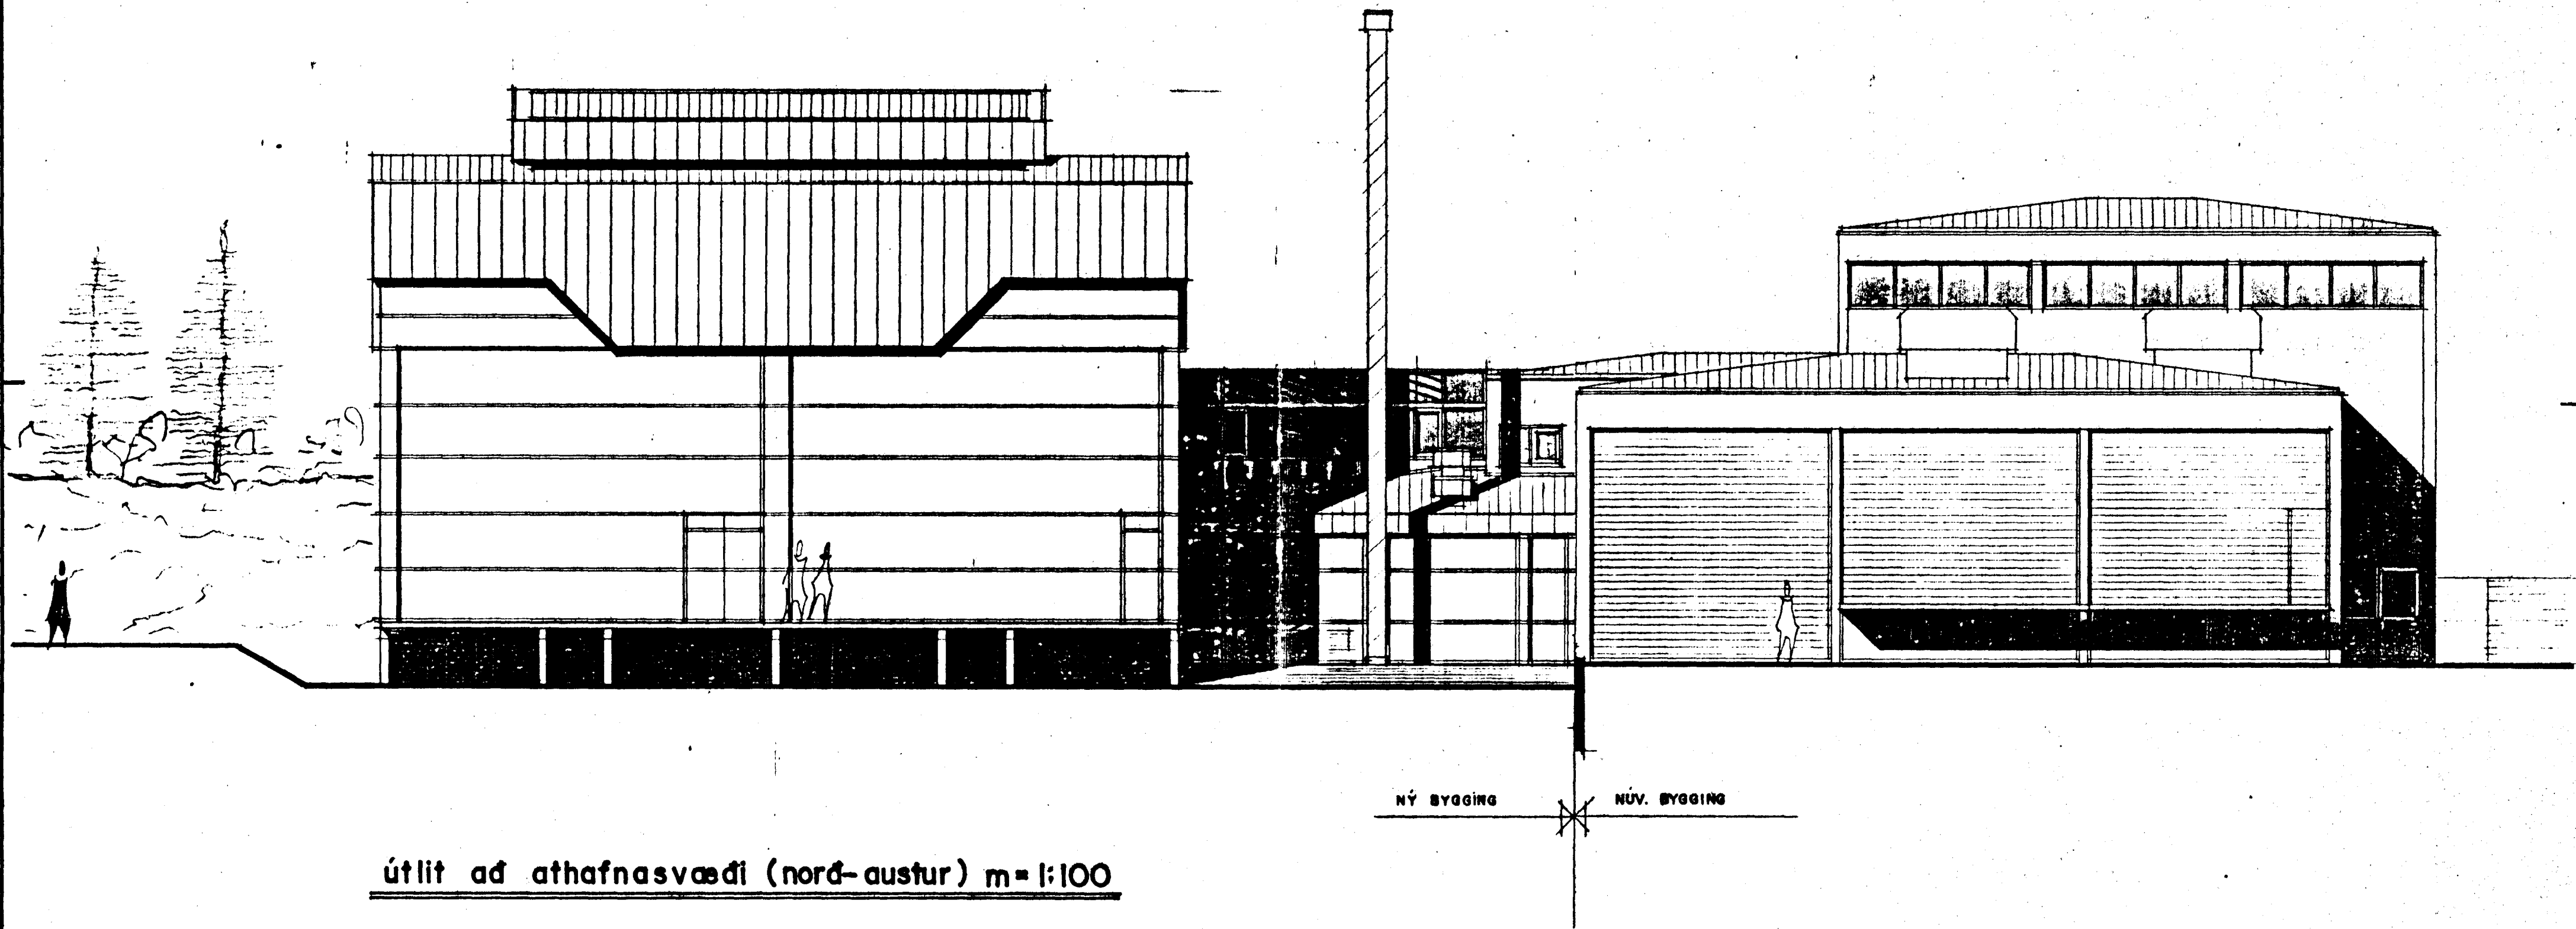 NÝ BYGGING
NÚV. BYGGING
útlit að athafnasvæði (norð-austur) m=1:100